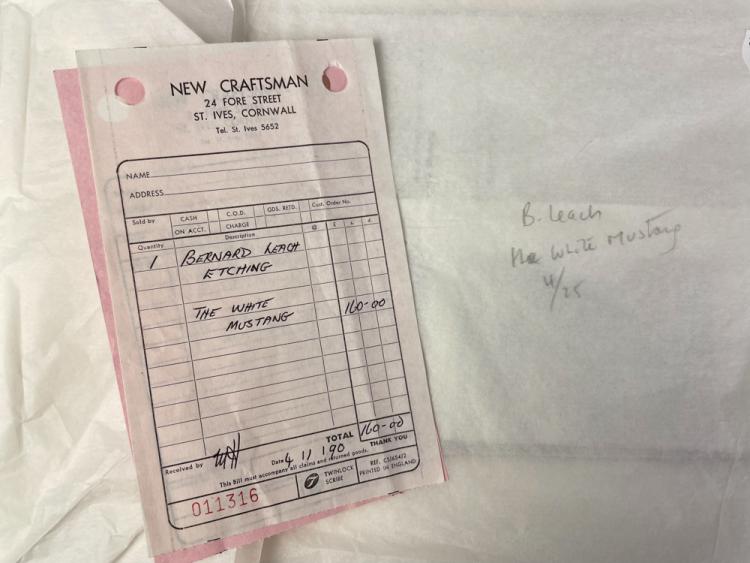 NEW CRAFTSMAN
24 FORE STREET
ST. IVES, CORNWALL
Tel. St. Ives 5652
NAME
ADDRESS
Sold by CASH C.O.D. GDS. RETD. Cust. Order No.
ON ACCT. CHARGE
Quantity Description @ £ s. d.
1 BERNARD LEACH
ETCHING
THE WHITE 160-00
MUSTANG
TOTAL 160-00
THANK YOU
Received by
Date 4 11 190
This Bill must accompany all claims and returned goods.
011316
TWINLOCK
SCRIBE
REF. CS165412
PRINTED IN ENGLAND
B. Leach
The White Mustang
4/25